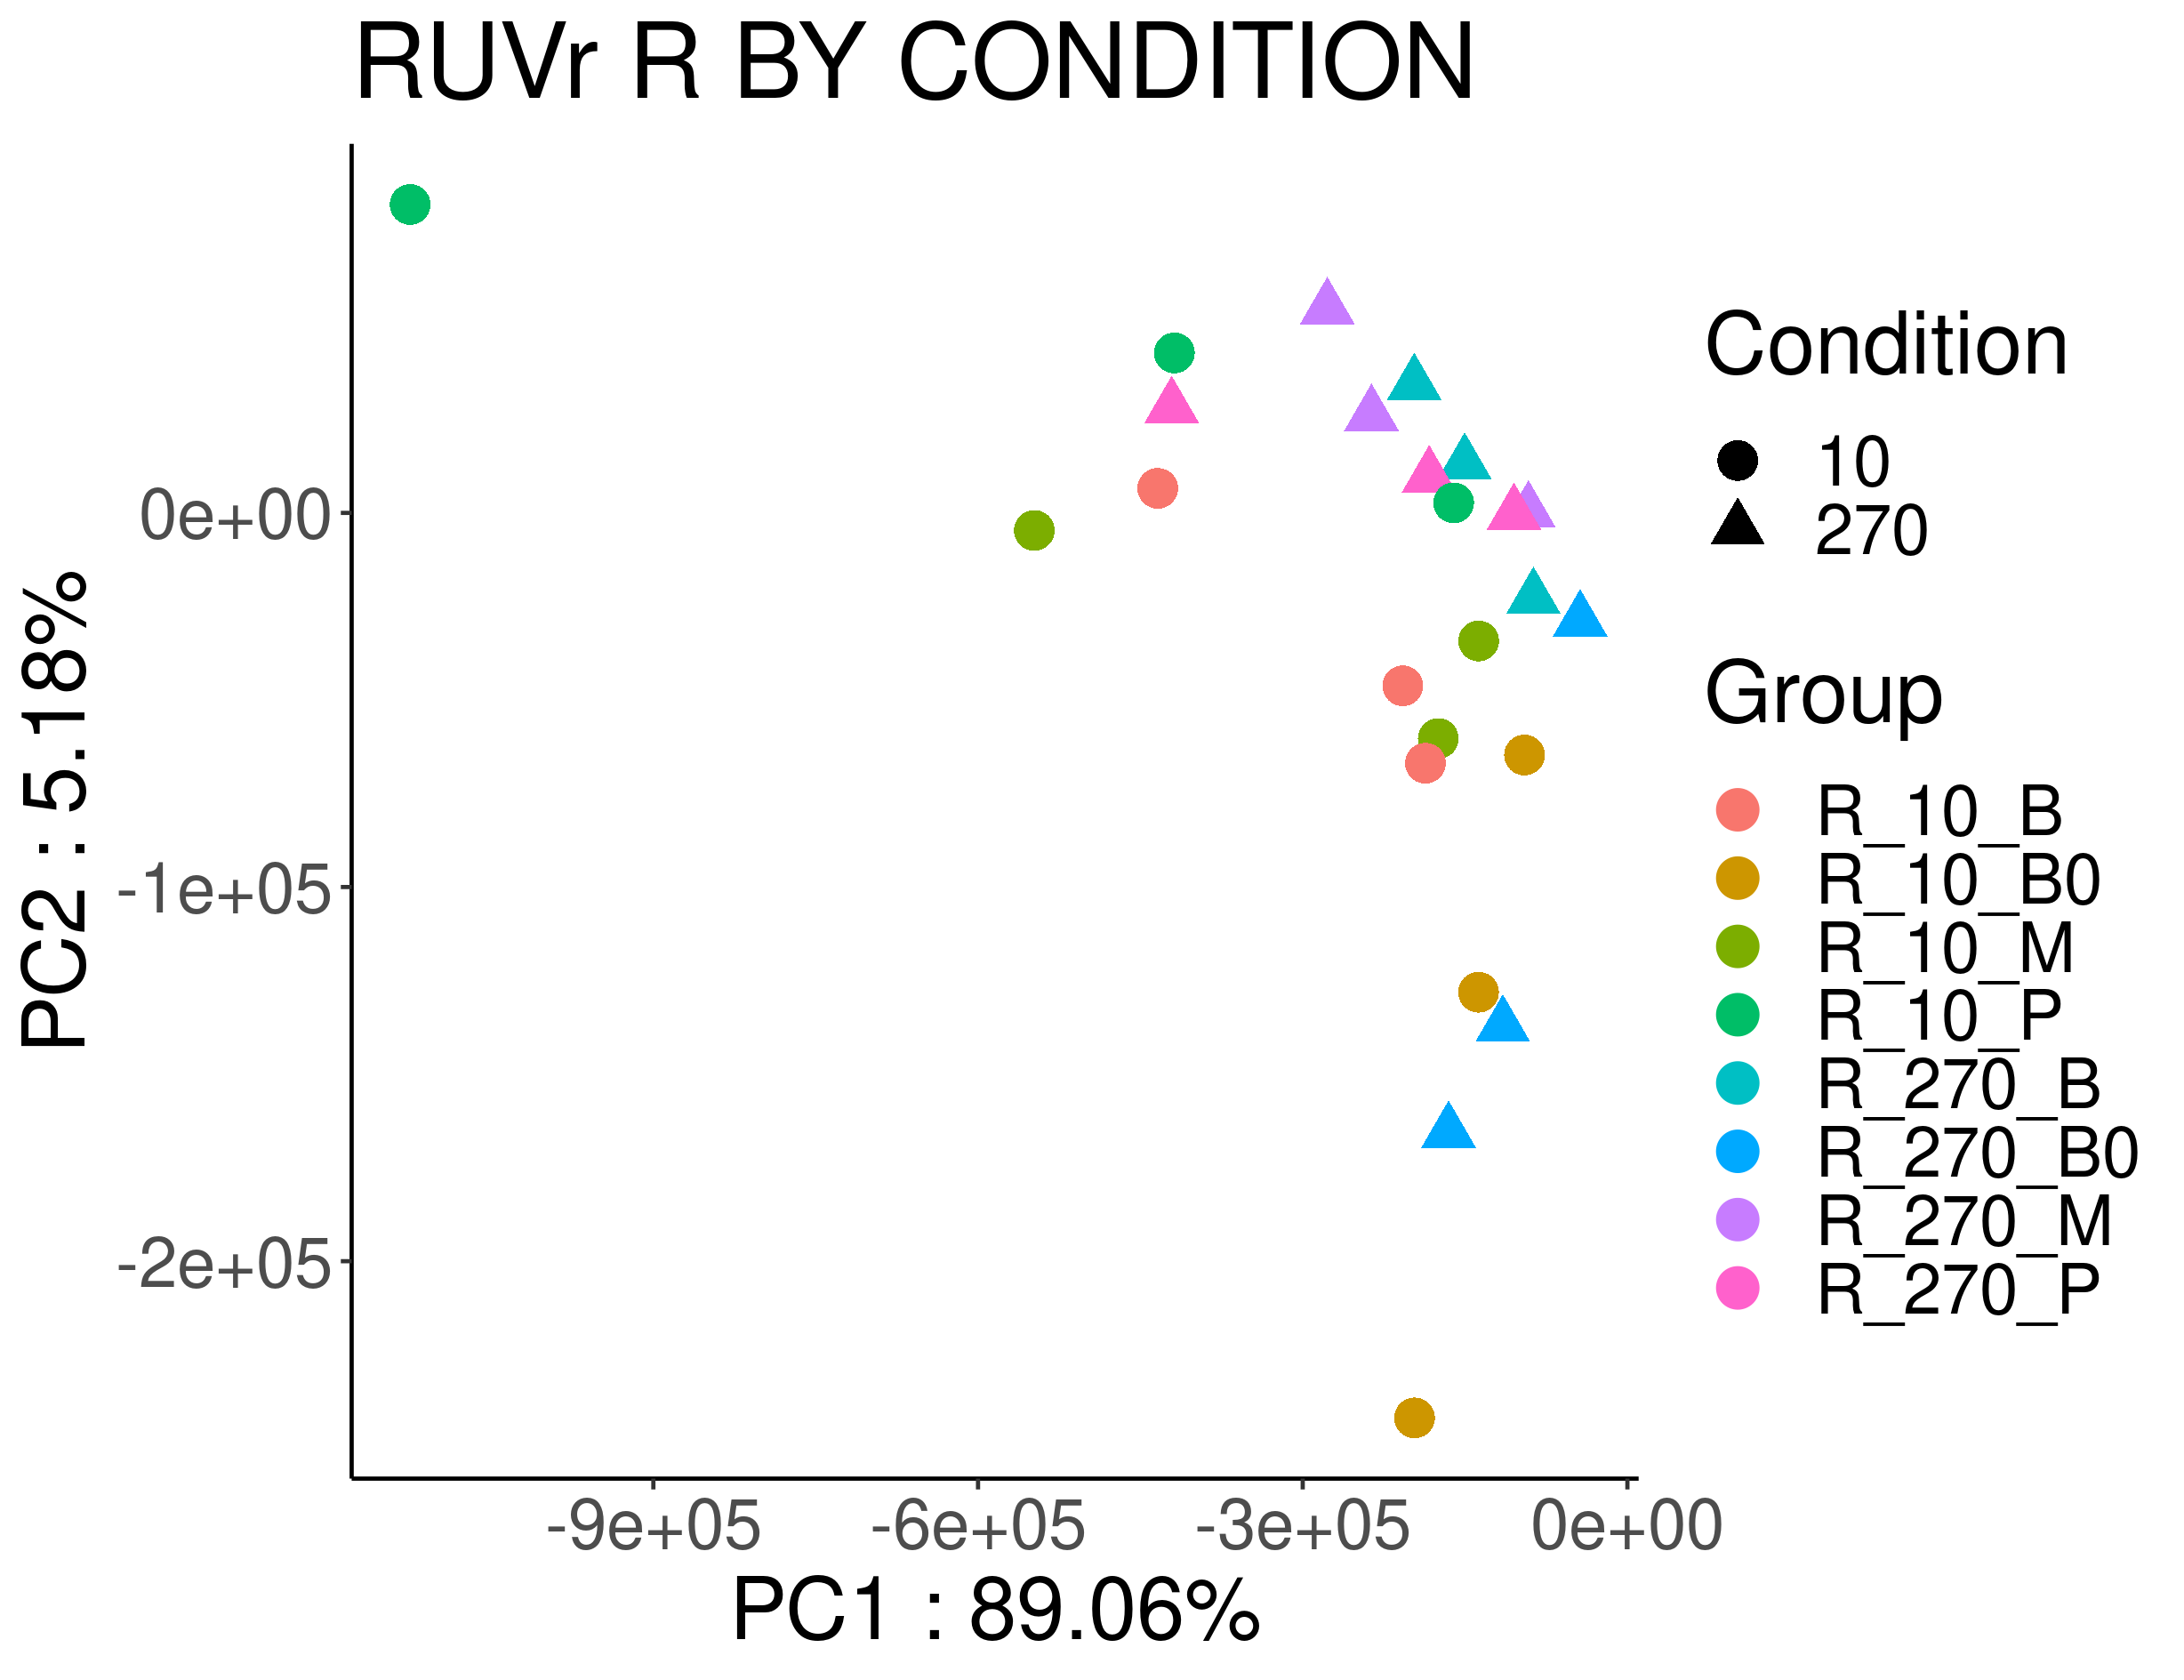 RUVr R BY CONDITION
PC2 : 5.18%
0e+00
-1e+05
-2e+05
-9e+05 -6e+05 -3e+05 0e+00
PC1 : 89.06%
Condition
10
270
Group
R_10_B
R_10_B0
R_10_M
R_10_P
R_270_B
R_270_B0
R_270_M
R_270_P